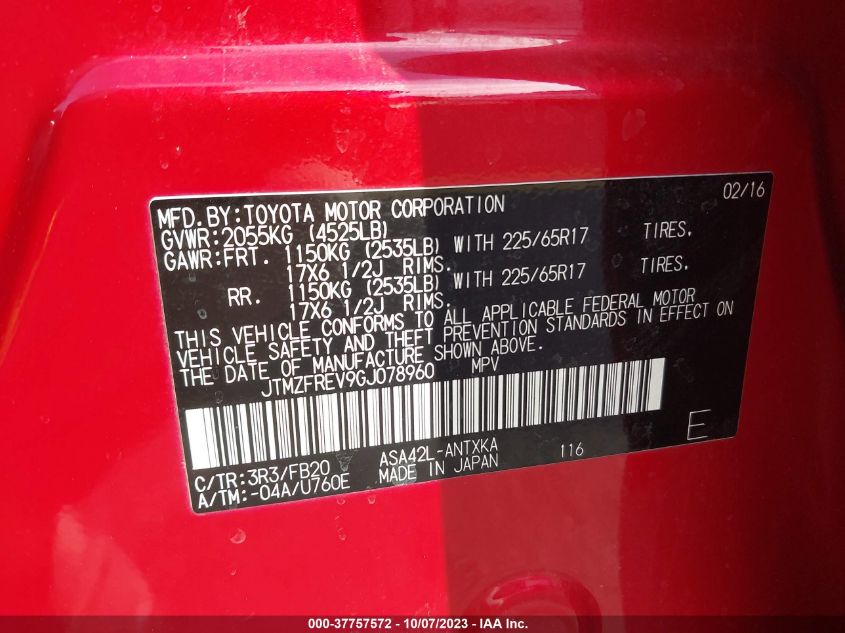 02/16
MFD.BY:TOYOTA MOTOR CORPORATION
GVWR:2055KG (4525LB)
GAWR:FRT. 1150KG (2535LB) WITH 225/65R17 TIRES.
17X6 1/2J RIMS.
RR. 1150KG (2535LB) WITH 225/65R17 TIRES.
17X6 1/2J RIMS.
THIS VEHICLE CONFORMS TO ALL APPLICABLE FEDERAL MOTOR
VEHICLE SAFETY AND THEFT PREVENTION STANDARDS IN EFFECT ON
THE DATE OF MANUFACTURE SHOWN ABOVE.
JTMZFREV9GJ078960 MPV
E
C/TR:3R3/FB20 ASA42L-ANTXKA 116
A/TM:-04A/U760E MADE IN JAPAN
000-37757572 - 10/07/2023 - IAA Inc.